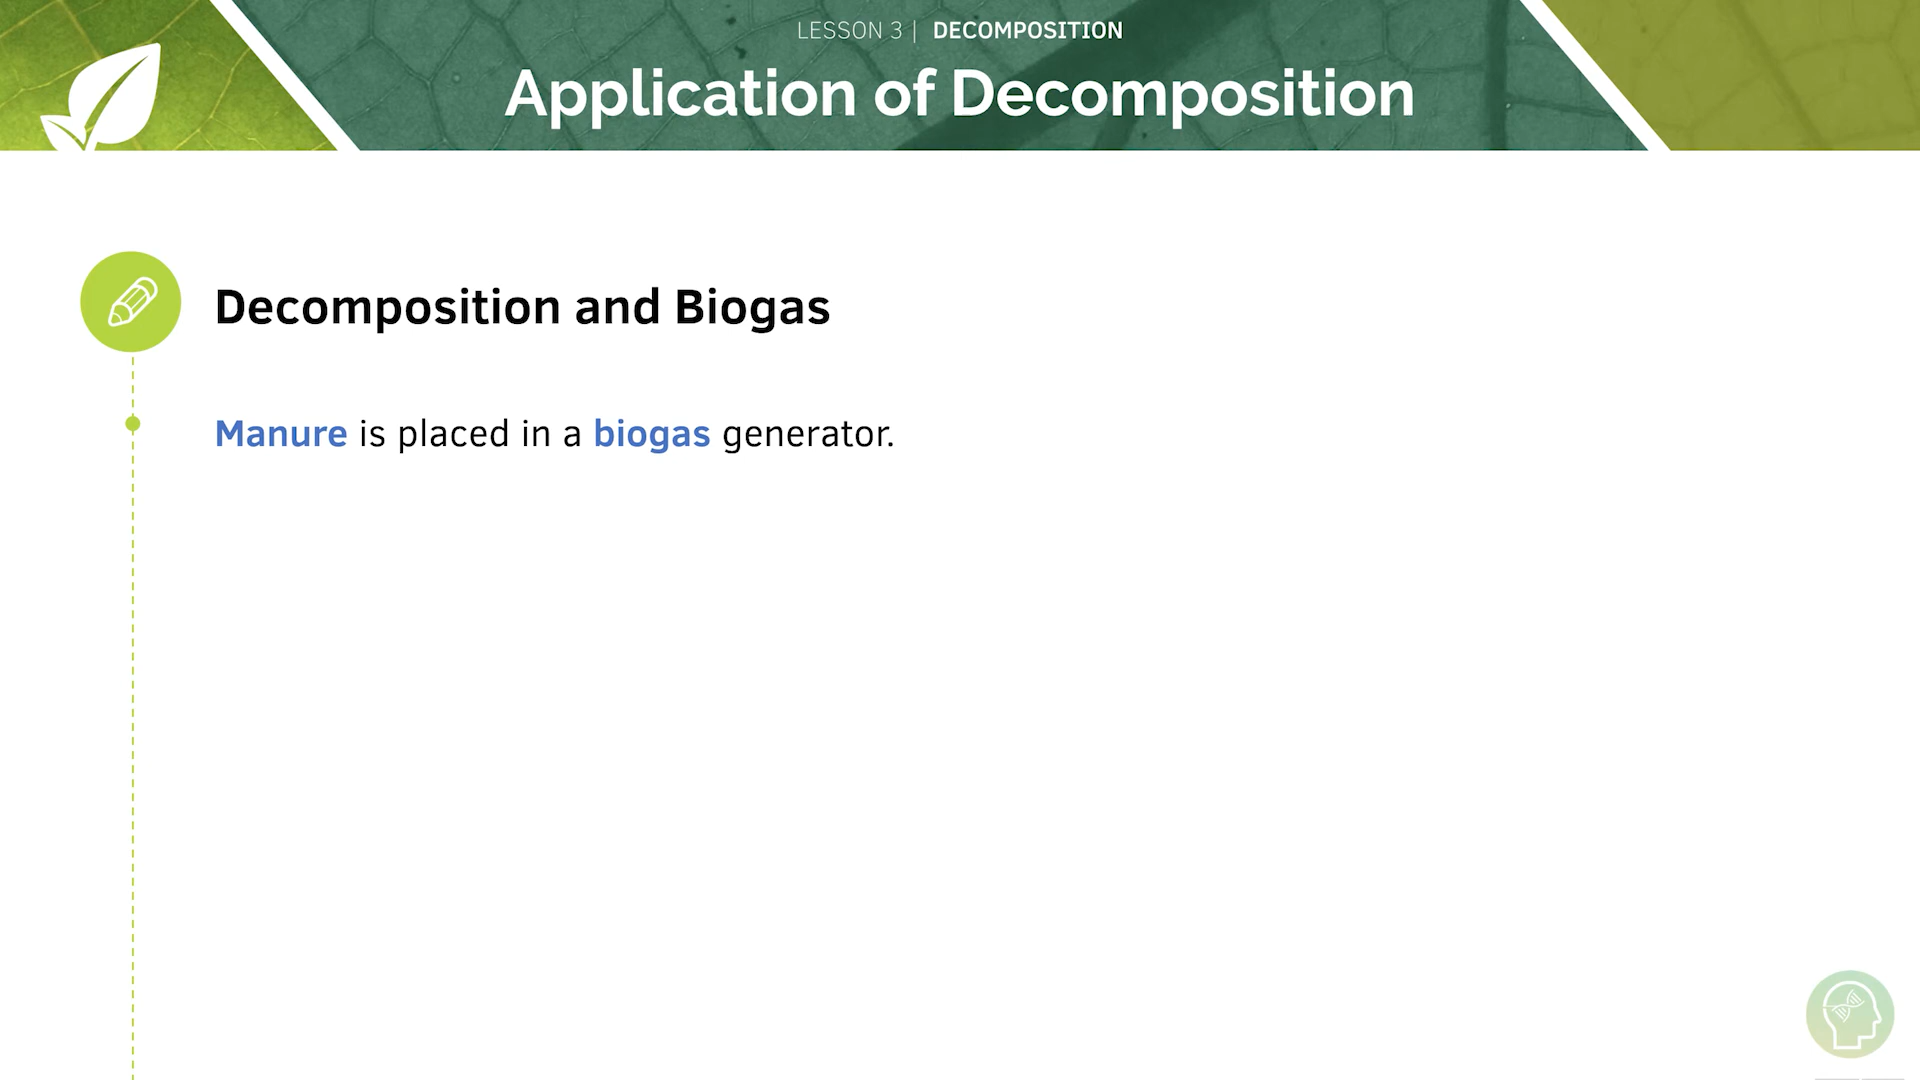 LESSON 3 | DECOMPOSITION
Application of Decomposition
Decomposition and Biogas
Manure is placed in a biogas generator.